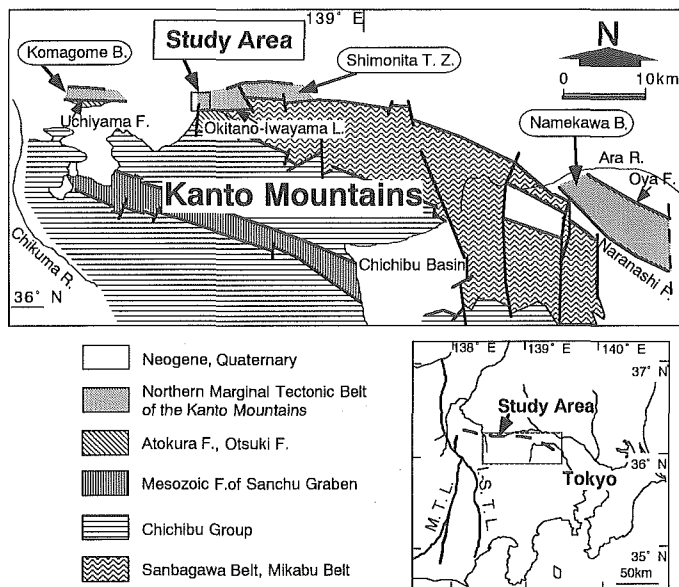 139° E
Komagome B.
Study Area
Shimonita T. Z.
N
0 10km
Uchiyama F.
Okitano-Iwayama L.
Namekawa B.
Ara R.
Oya F.
Kanto Mountains
Chikuma R.
Chichibu Basin
Naranashi F.
36° N
Neogene, Quaternary
Northern Marginal Tectonic Belt
of the Kanto Mountains
Atokura F., Otsuki F.
Mesozoic F. of Sanchu Graben
Chichibu Group
Sanbagawa Belt, Mikabu Belt
138° E 139° E 140° E
37° N
Study Area
36° N
Tokyo
M. T. L.
I. S. T. L.
35° N
50km